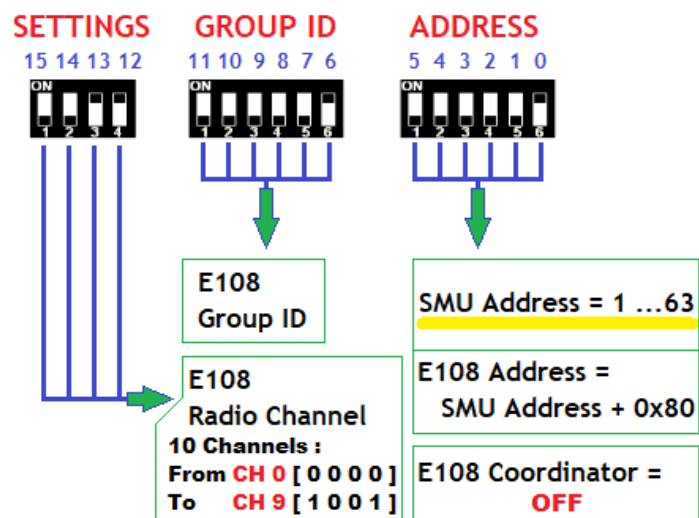 SETTINGS GROUP ID ADDRESS
15 14 13 12 11 10 9 8 7 6 5 4 3 2 1 0
ON ON ON
1 2 3 4 1 2 3 4 5 6 1 2 3 4 5 6
E108
Group ID
SMU Address = 1 ...63
E108 Address =
SMU Address + 0x80
E108
Radio Channel
10 Channels :
From CH 0 [ 0 0 0 0 ]
To CH 9 [ 1 0 0 1 ]
E108 Coordinator =
OFF